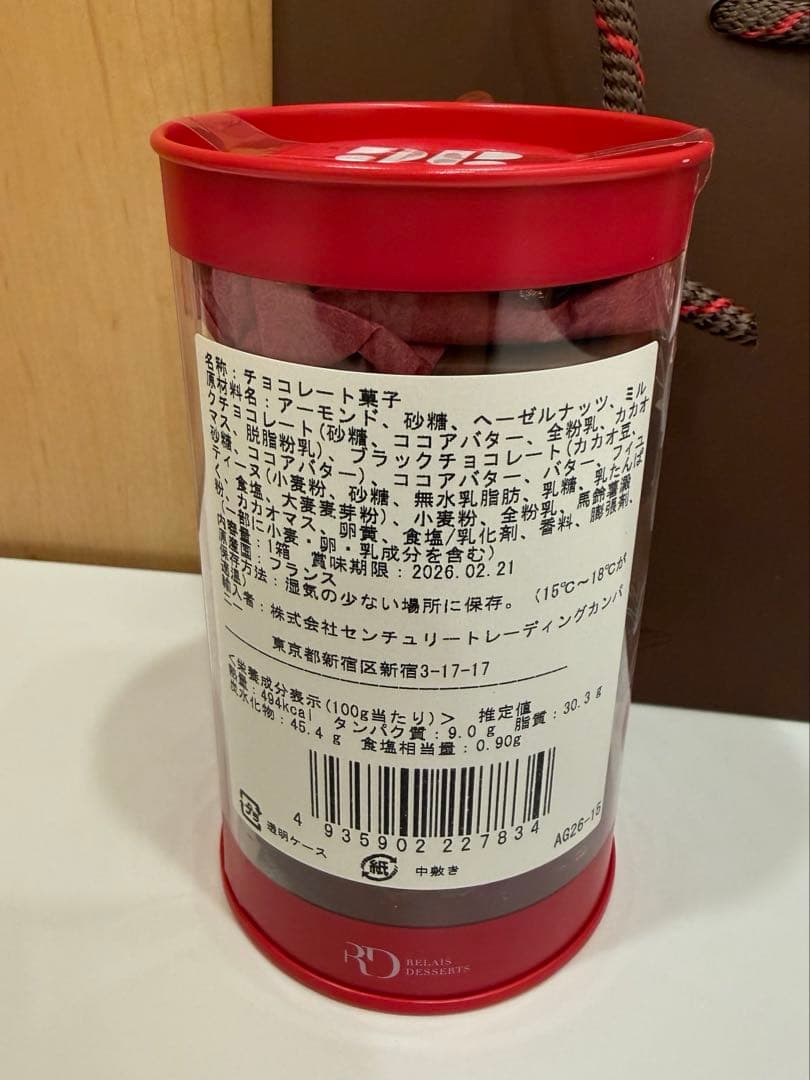 名称：チョコレート菓子
原材料名：アーモンド、砂糖、ヘーゼルナッツ、ミル
クチョコレート(砂糖、ココアバター、全粉乳、カカオ
マス、脱脂粉乳)、ブラックチョコレート(カカオ豆、
砂糖、ココアバター)、ココアバター、バター、フィユ
ティーヌ(小麦粉、砂糖、無水乳脂肪、乳糖、乳たんぱ
く、食塩、大麦麦芽粉)、小麦粉、全粉乳、馬鈴薯澱
粉、カカオマス、卵黄、食塩/乳化剤、香料、膨張剤、
(一部に小麦・卵・乳成分を含む)
内容量：1箱 賞味期限：2026.02.21
原産国：フランス
保存方法：湿気の少ない場所に保存。(15℃～18℃が
輸入者：株式会社センチュリートレーディングカンパ
ニー
東京都新宿区新宿3-17-17
<栄養成分表示(100g当たり)> 推定値
熱量：494kcal タンパク質：9.0 g 脂質：30.3 g
炭水化物：45.4 g 食塩相当量：0.90g
4 935902 227834
プラ 透明ケース
紙 中敷き
AG26-15
RD RELAIS
DESSERTS